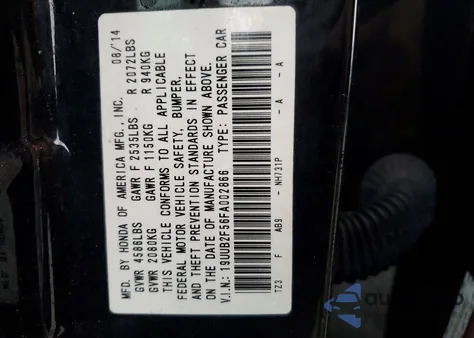 MFD. BY HONDA OF AMERICA MFG., INC. 08/14
GVWR 4586LBS GAWR F 2535LBS R 2072LBS
GVWR 2080KG GAWR F 1150KG R 940KG
THIS VEHICLE CONFORMS TO ALL APPLICABLE
FEDERAL MOTOR VEHICLE SAFETY, BUMPER,
AND THEFT PREVENTION STANDARDS IN EFFECT
ON THE DATE OF MANUFACTURE SHOWN ABOVE.
V.I.N.: 19UUB2F56FA002866 TYPE: PASSENGER CAR
TZ3 F AB9 - NH731P - A - A